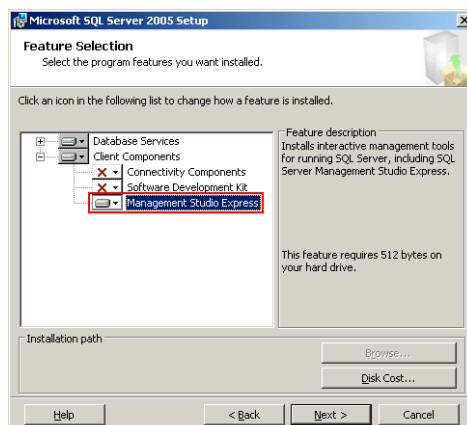 Microsoft SQL Server 2005 Setup
Feature Selection
Select the program features you want installed.
Click an icon in the following list to change how a feature is installed.
Database Services
Client Components
Connectivity Components
Software Development Kit
Management Studio Express
Feature description
Installs interactive management tools
for running SQL Server, including SQL
Server Management Studio Express.
This feature requires 512 bytes on
your hard drive.
Installation path
Browse...
Disk Cost...
Help
< Back
Next >
Cancel